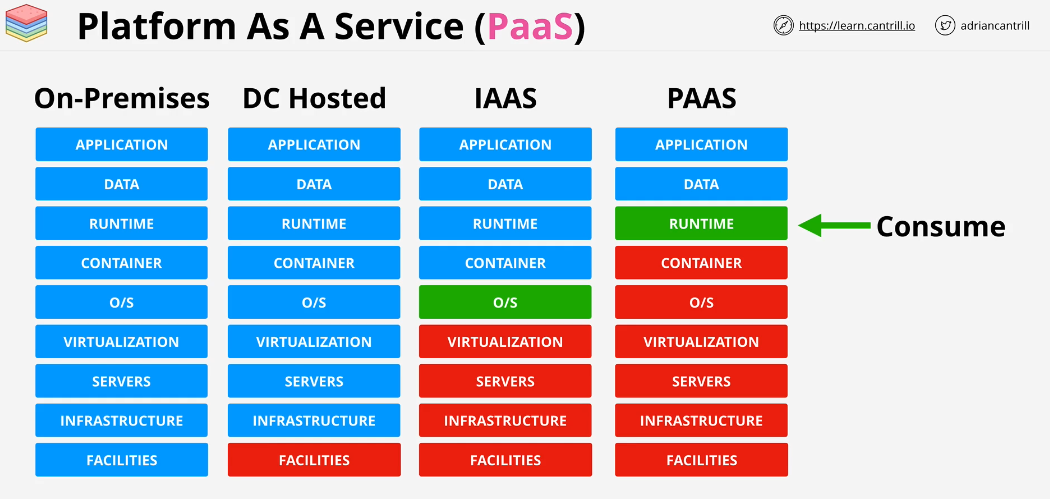 Platform As A Service (PaaS)
https://learn.cantrill.io
adriancantrill
On-Premises DC Hosted IAAS PAAS
APPLICATION APPLICATION APPLICATION APPLICATION
DATA DATA DATA DATA
RUNTIME RUNTIME RUNTIME RUNTIME
Consume
CONTAINER CONTAINER CONTAINER CONTAINER
O/S O/S O/S O/S
VIRTUALIZATION VIRTUALIZATION VIRTUALIZATION VIRTUALIZATION
SERVERS SERVERS SERVERS SERVERS
INFRASTRUCTURE INFRASTRUCTURE INFRASTRUCTURE INFRASTRUCTURE
FACILITIES FACILITIES FACILITIES FACILITIES